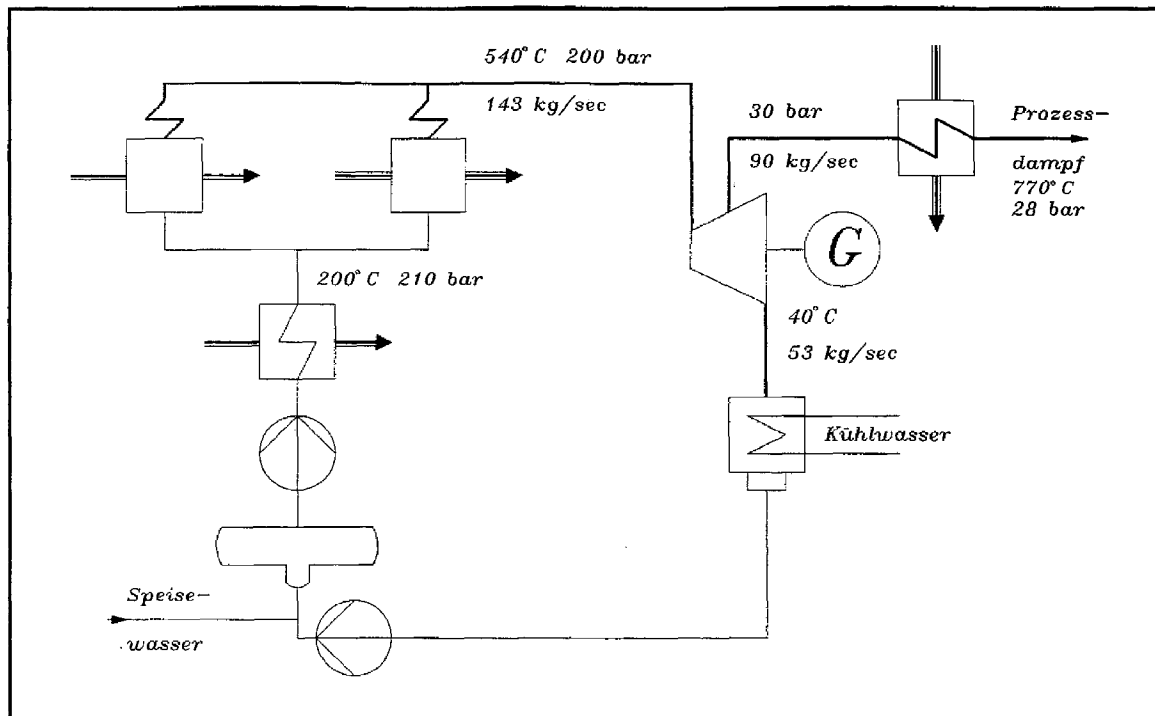 540°C 200 bar
143 kg/sec
30 bar
90 kg/sec
Prozess-
dampf
770°C
28 bar
G
200°C 210 bar
40°C
53 kg/sec
Kühlwasser
Speise-
wasser